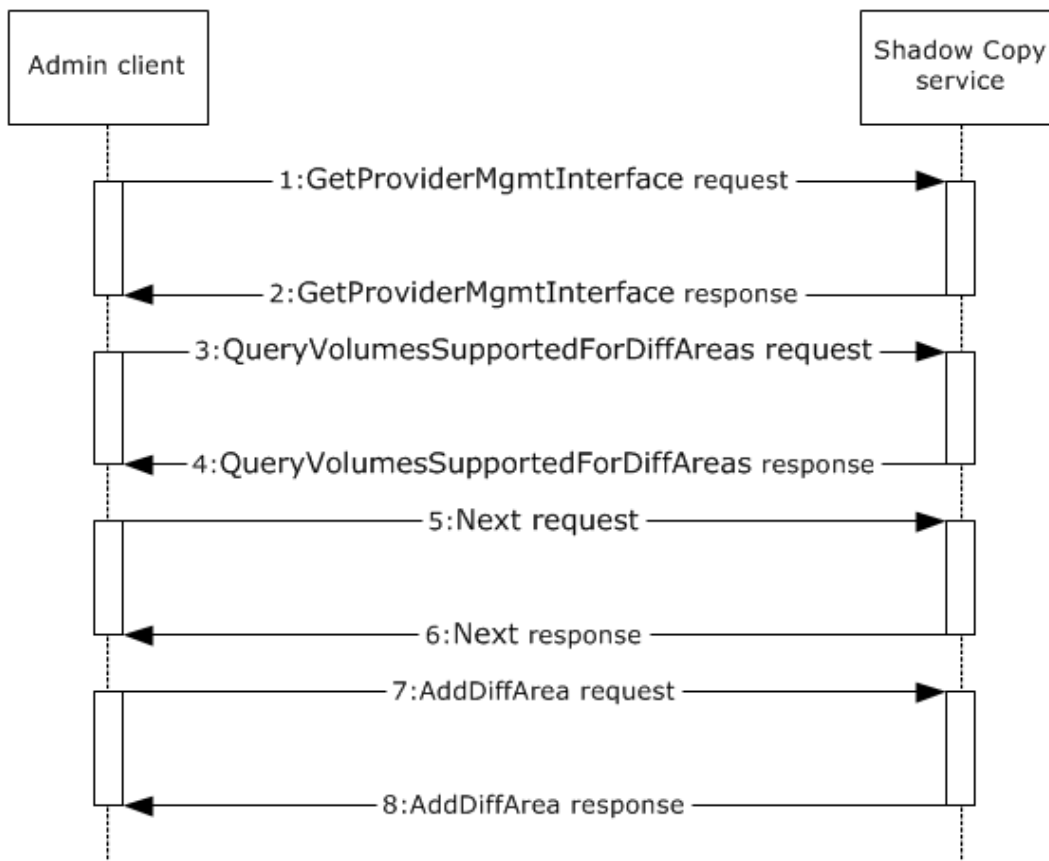 Admin client
Shadow Copy
service
1:GetProviderMgmtInterface request
2:GetProviderMgmtInterface response
3:QueryVolumesSupportedForDiffAreas request
4:QueryVolumesSupportedForDiffAreas response
5:Next request
6:Next response
7:AddDiffArea request
8:AddDiffArea response